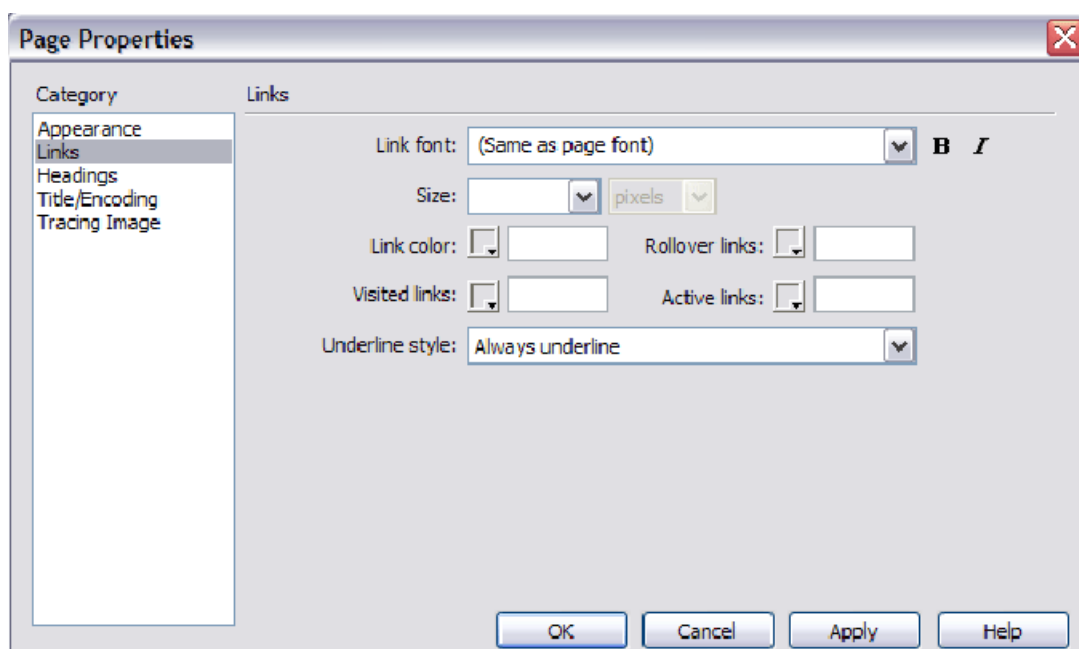 Page Properties
Category
Links
Appearance
Links
Headings
Title/Encoding
Tracing Image
Link font: (Same as page font) B I
Size: pixels
Link color: Rollover links:
Visited links: Active links:
Underline style: Always underline
OK Cancel Apply Help